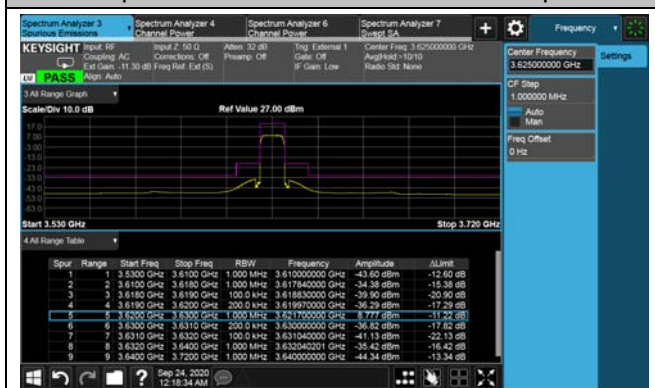 Spectrum Analyzer 3
Spurious Emissions
Spectrum Analyzer 4
Channel Power
Spectrum Analyzer 6
Channel Power
Spectrum Analyzer 7
Swept SA
Frequency
KEYSIGHT
Input: RF
Coupling: AC
Ext Gain: -11.30 dB
Align: Auto
Input Z: 50 Ω
Corrections: Off
Freq Ref: Ext (S)
Atten: 32 dB
Preamp: Off
Trig: External 1
Gate: Off
IF Gain: Low
Center Freq: 3.625000000 GHz
Avg|Hold:>10/10
Radio Std: None
PASS
Center Frequency
3.625000000 GHz
Settings
CF Step
1.000000 MHz
Auto
Man
Freq Offset
0 Hz
3 All Range Graph
Scale/Div 10.0 dB
Ref Value 27.00 dBm
17.0
7.00
-3.00
-13.0
-23.0
-33.0
-43.0
-53.0
-63.0
Start 3.530 GHz
Stop 3.720 GHz
4 All Range Table
Spur Range Start Freq Stop Freq RBW Frequency Amplitude ΔLimit
1 1 3.5300 GHz 3.6100 GHz 1.000 MHz 3.610000000 GHz -43.60 dBm -12.60 dB
2 2 3.6100 GHz 3.6180 GHz 1.000 MHz 3.617840000 GHz -34.38 dBm -15.38 dB
3 3 3.6180 GHz 3.6190 GHz 100.0 kHz 3.618830000 GHz -39.90 dBm -20.90 dB
4 4 3.6190 GHz 3.6200 GHz 200.0 kHz 3.619970000 GHz -36.29 dBm -17.29 dB
5 5 3.6200 GHz 3.6300 GHz 1.000 MHz 3.621700000 GHz 8.777 dBm -11.22 dB
6 6 3.6300 GHz 3.6310 GHz 200.0 kHz 3.630000000 GHz -36.82 dBm -17.82 dB
7 7 3.6310 GHz 3.6320 GHz 100.0 kHz 3.631040000 GHz -41.13 dBm -22.13 dB
8 8 3.6320 GHz 3.6400 GHz 1.000 MHz 3.632040201 GHz -35.42 dBm -16.42 dB
9 9 3.6400 GHz 3.7200 GHz 1.000 MHz 3.640000000 GHz -44.34 dBm -13.34 dB
Sep 24, 2020
12:18:34 AM